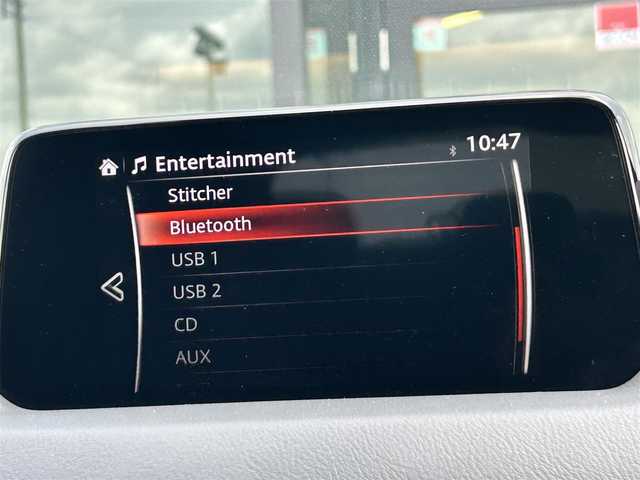 Entertainment
10:47
Stitcher
Bluetooth
USB 1
USB 2
CD
AUX